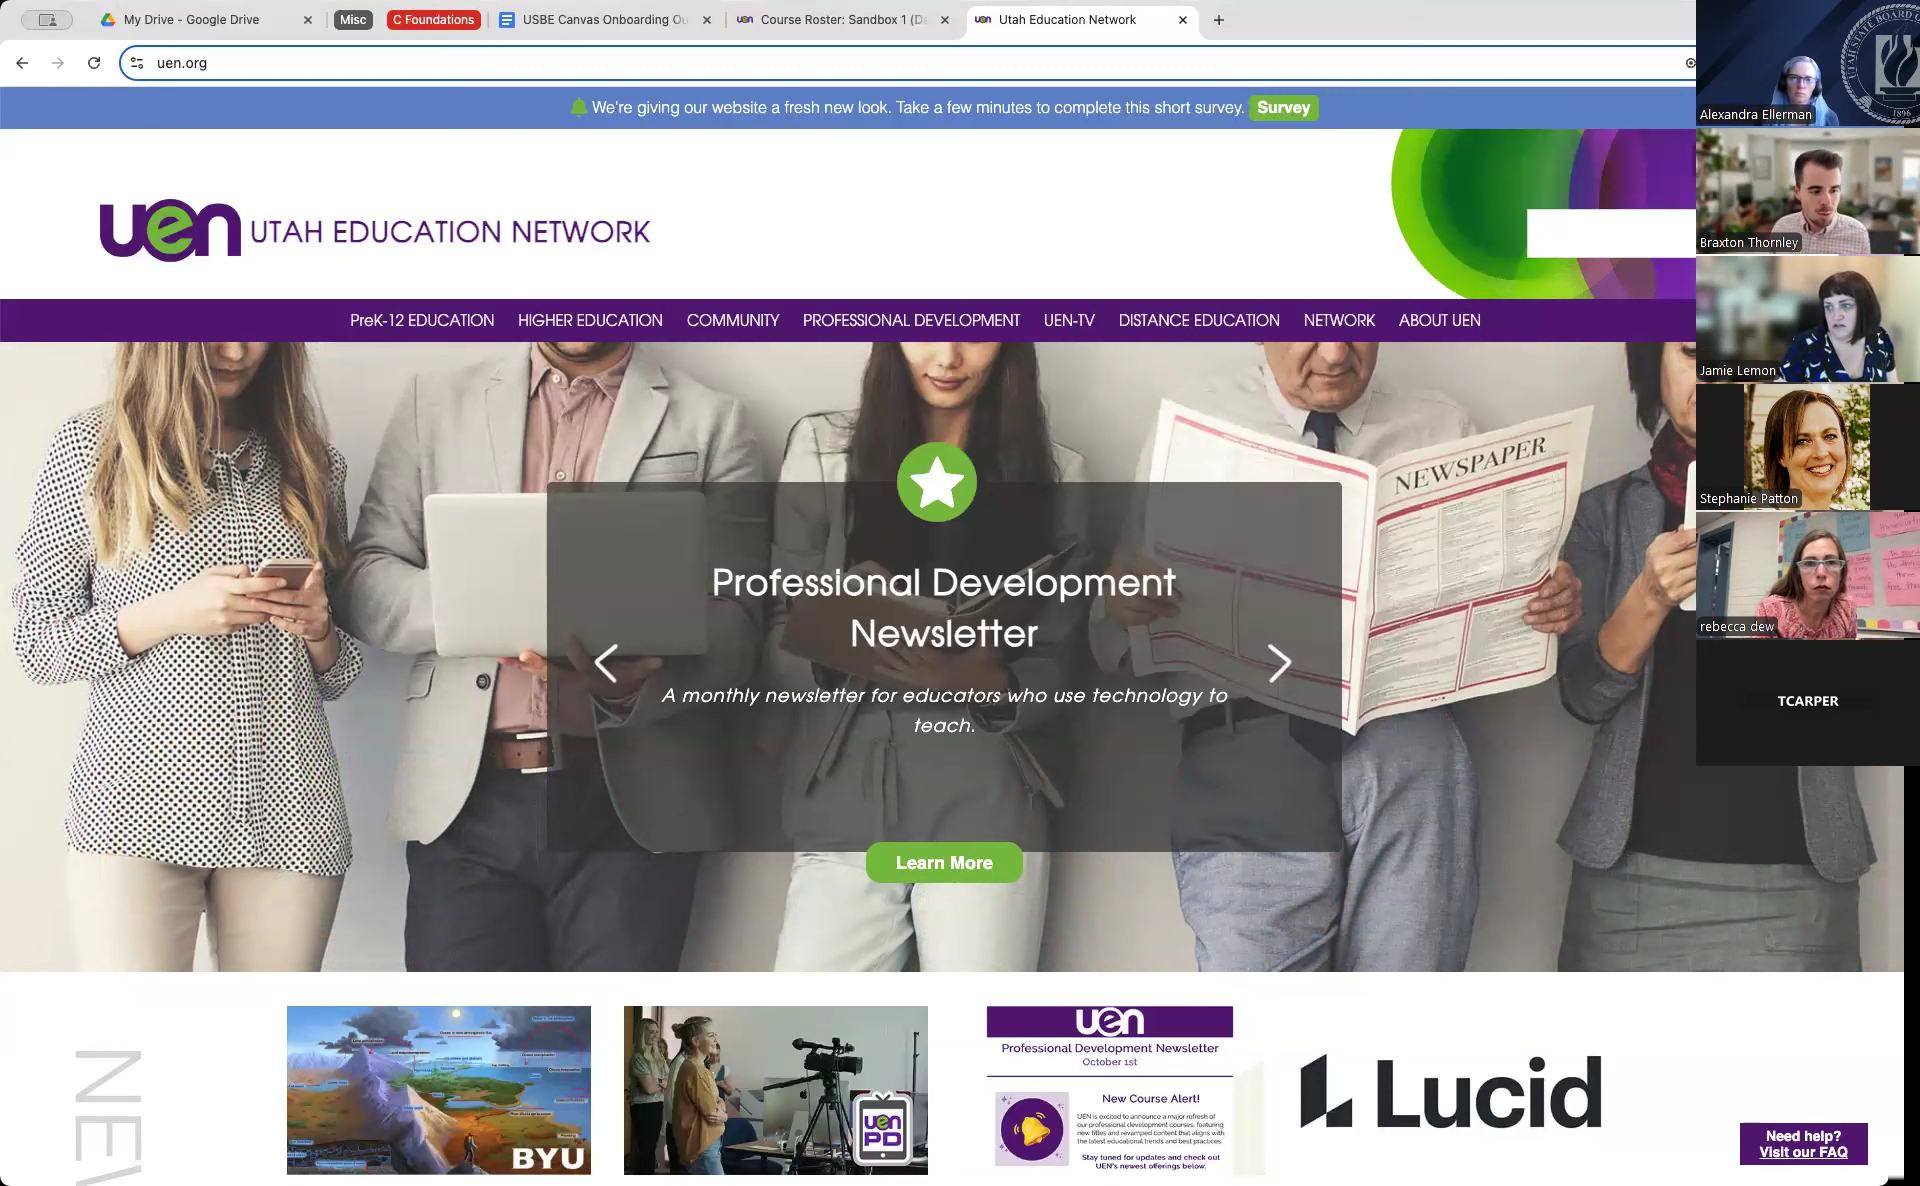 My Drive - Google Drive
Misc
C Foundations
USBE Canvas Onboarding Ou
Course Roster: Sandbox 1 (De
Utah Education Network
uen.org
We're giving our website a fresh new look. Take a few minutes to complete this short survey. Survey
uen UTAH EDUCATION NETWORK
PreK-12 EDUCATION HIGHER EDUCATION COMMUNITY PROFESSIONAL DEVELOPMENT UEN-TV DISTANCE EDUCATION NETWORK ABOUT UEN
NEWSPAPER
Professional Development
Newsletter
A monthly newsletter for educators who use technology to
teach.
Learn More
BYU
uen
PD
uen
Professional Development Newsletter
October 1st
New Course Alert!
UEN is excited to announce a major refresh of
our professional development courses, featuring
new titles and revamped content that aligns with
the latest educational trends and best practices.
Stay tuned for updates and check out
UEN's newest offerings below.
Lucid
Need help?
Visit our FAQ
UTAH STATE BOARD OF
1896
Alexandra Ellerman
Braxton Thornley
Jamie Lemon
Stephanie Patton
rebecca dew
TCARPER